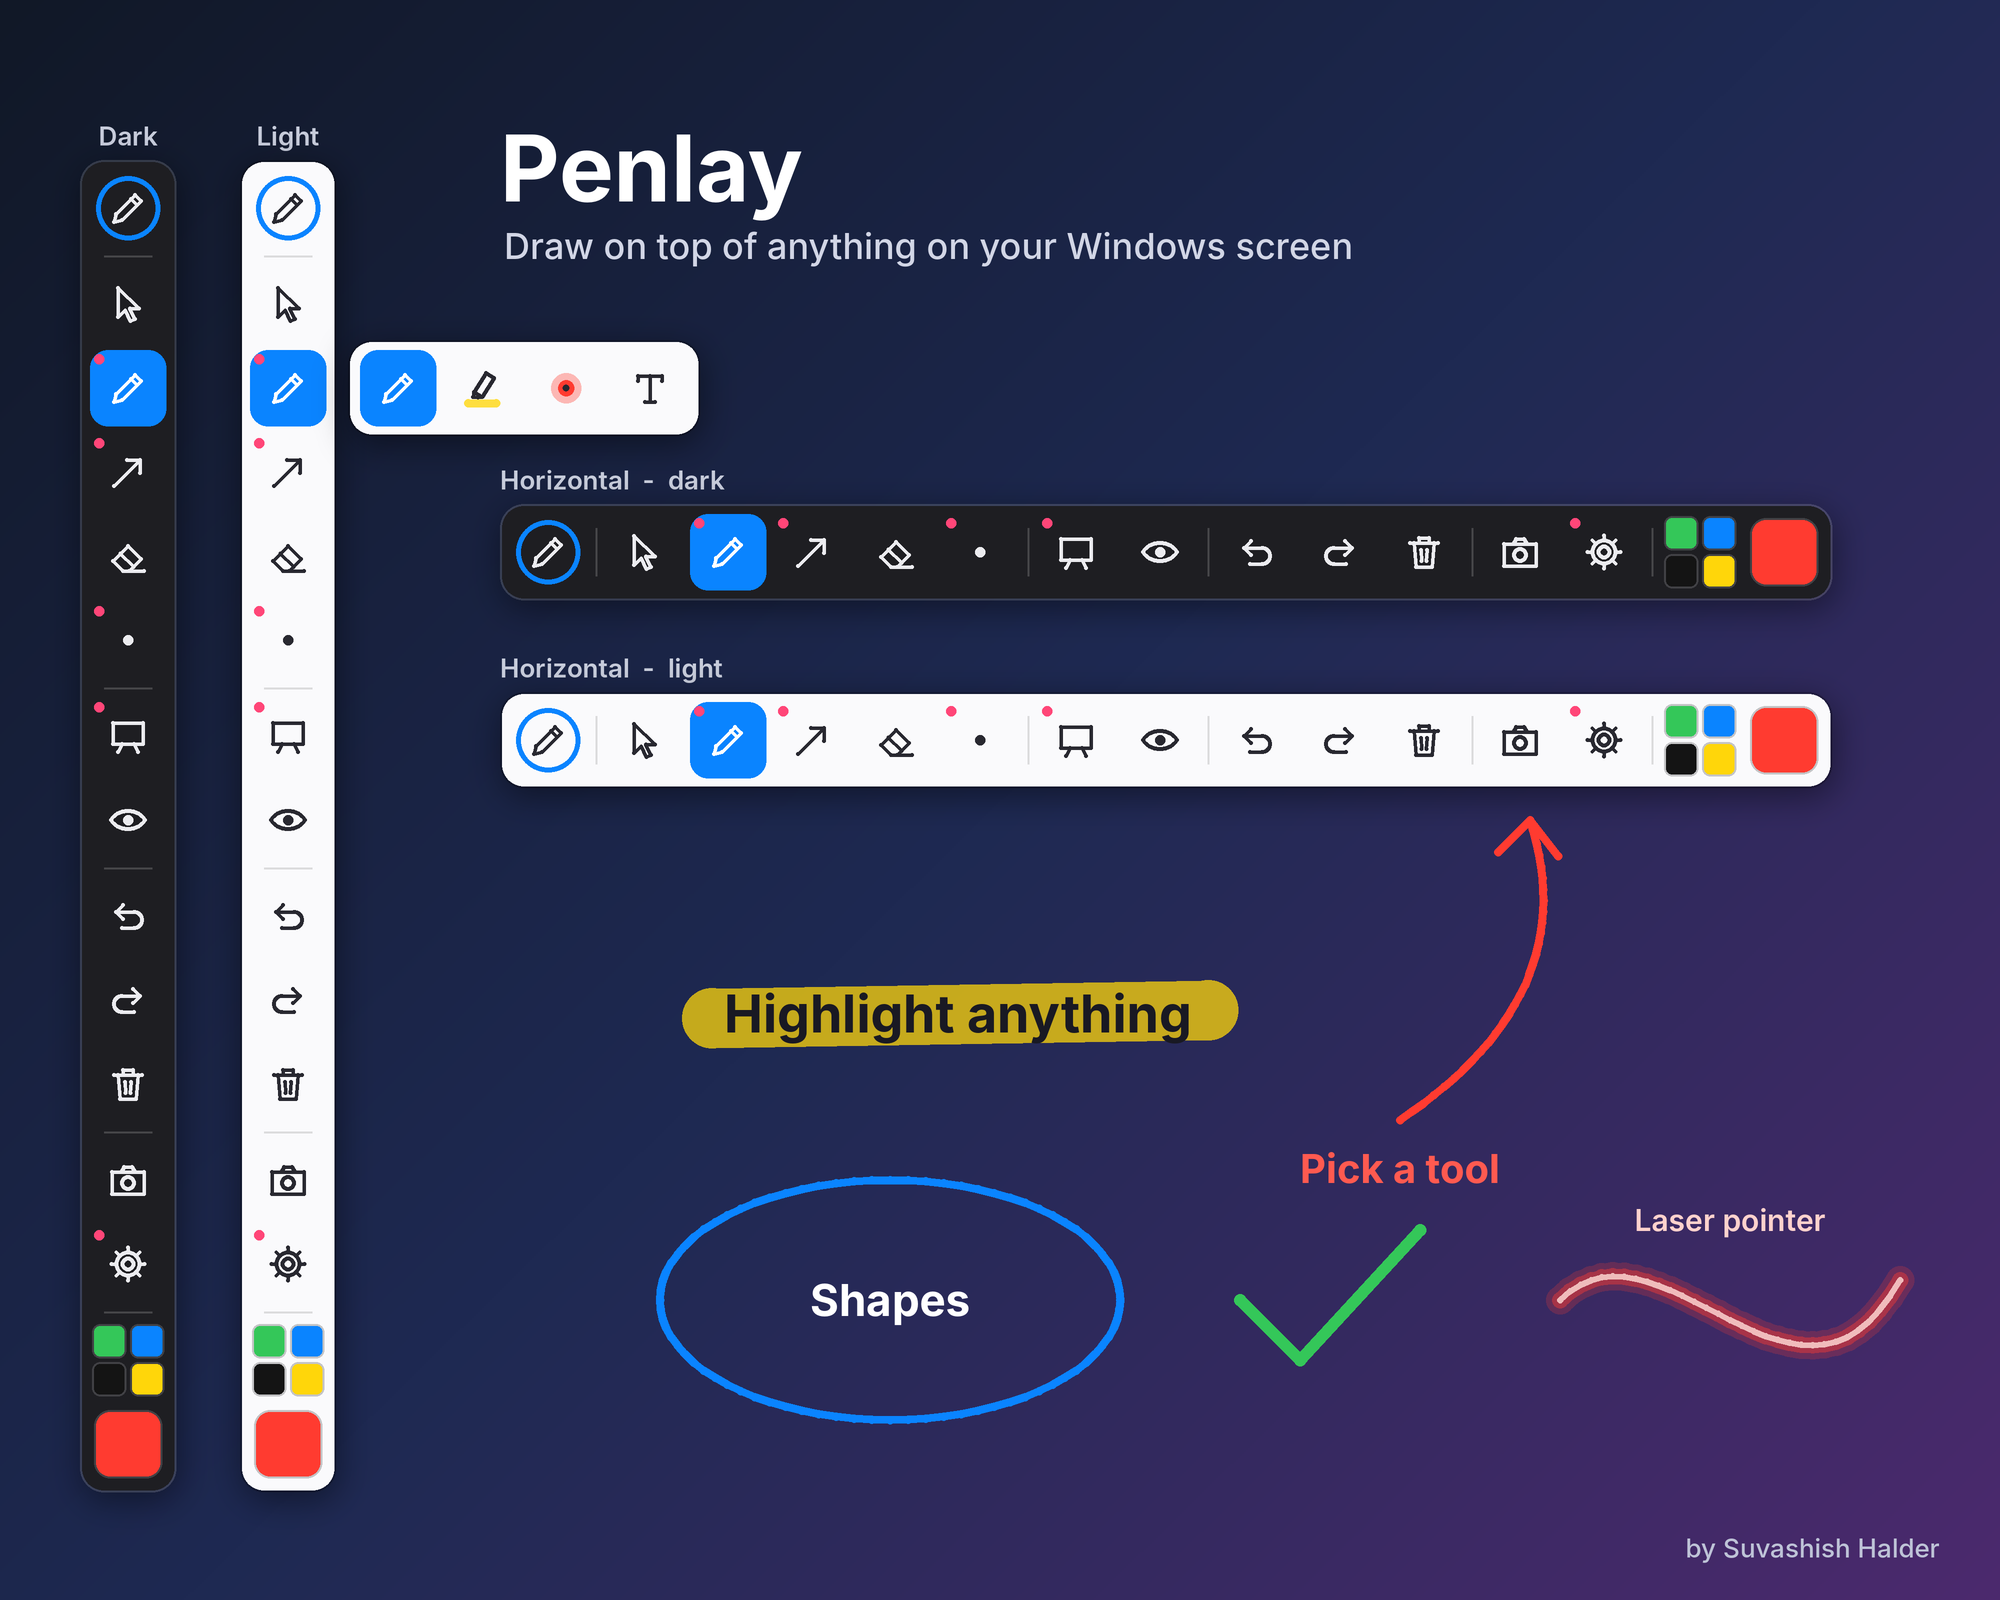 Dark
Light
Penlay
Draw on top of anything on your Windows screen
Horizontal - dark
Horizontal - light
Highlight anything
Pick a tool
Laser pointer
Shapes
by Suvashish Halder